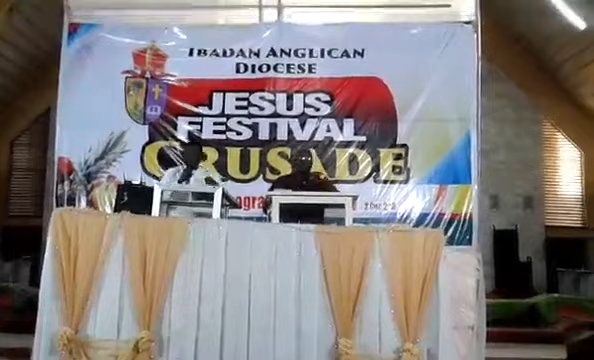 IBADAN ANGLICAN
DIOCESE
JESUS
FESTIVAL
CRUSADE